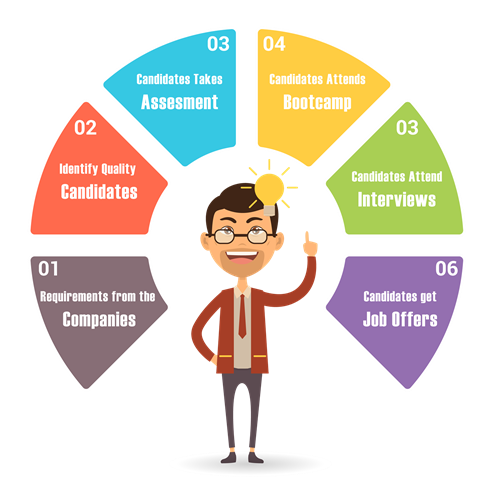 01
Requirements from the
Companies
02
Identify Quality
Candidates
03
Candidates Takes
Assesment
04
Candidates Attends
Bootcamp
03
Candidates Attend
Interviews
06
Candidates get
Job Offers